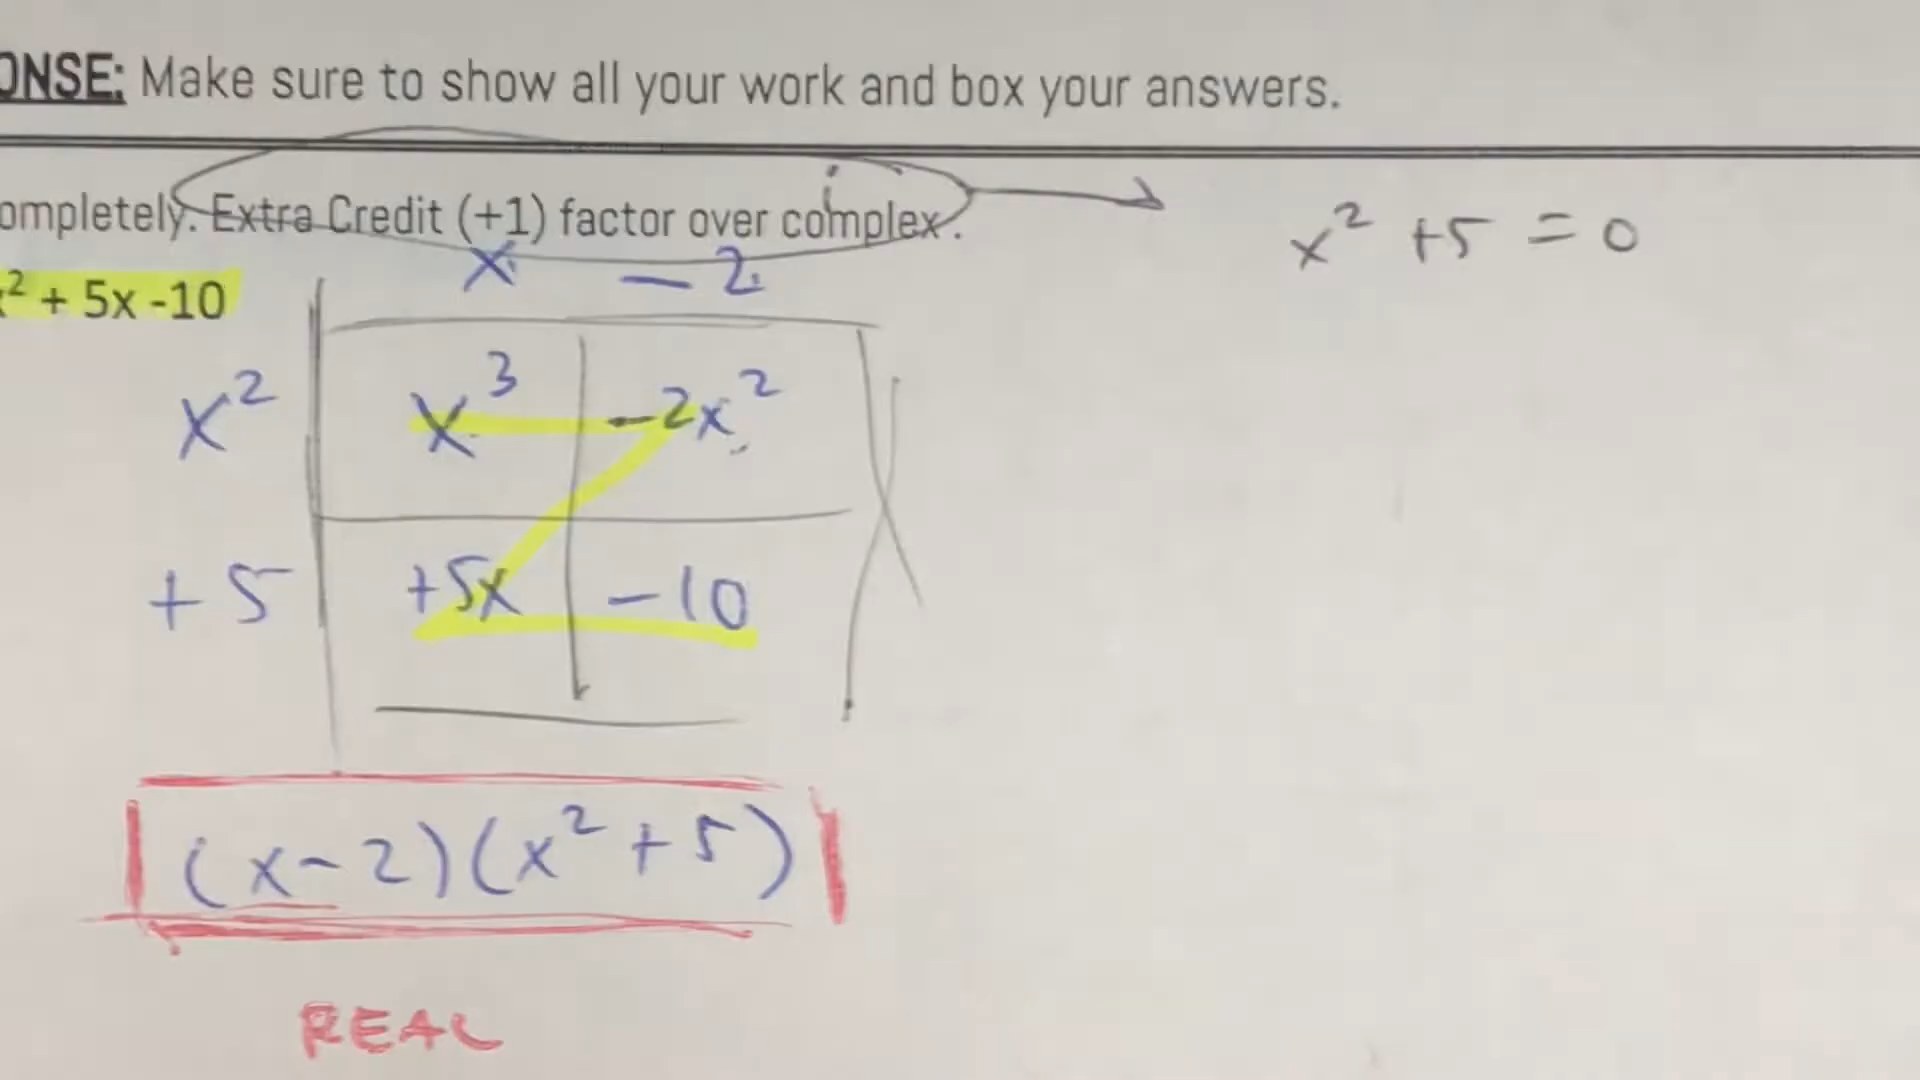 ONSE: Make sure to show all your work and box your answers.
ompletely. Extra Credit (+1) factor over complex.
x² + 5 = 0
² + 5x -10
x - 2
x² x³ -2x²
+5 +5x -10
(x-2)(x²+5)
REAL